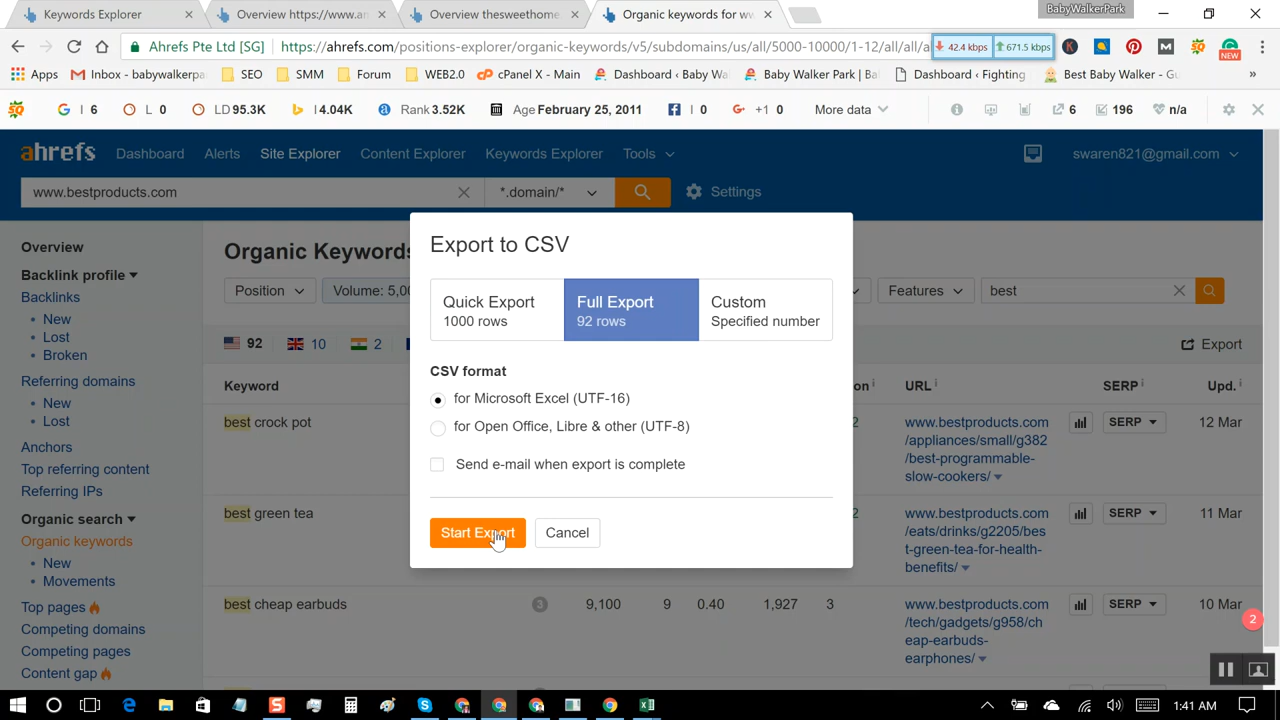 Keywords Explorer
Overview https://www.an
Overview thesweethome.
Organic keywords for ww
BabyWalkerPark
Ahrefs Pte Ltd [SG]
https://ahrefs.com/positions-explorer/organic-keywords/v5/subdomains/us/all/5000-10000/1-12/all/all/a
42.4 kbps
671.5 kbps
NEW
Apps
Inbox - babywalkerpa
SEO
SMM
Forum
WEB2.0
cPanel X - Main
Dashboard ‹ Baby Wa
Baby Walker Park | Ba
Dashboard ‹ Fighting
Best Baby Walker - Gu
»
I 6
L 0
LD 95.3K
I 4.04K
Rank 3.52K
Age February 25, 2011
I 0
+1 0
More data
6
196
n/a
ahrefs
Dashboard
Alerts
Site Explorer
Content Explorer
Keywords Explorer
Tools
swaren821@gmail.com
www.bestproducts.com
*.domain/*
Settings
Overview
Backlink profile
Backlinks
New
Lost
Broken
Referring domains
New
Lost
Anchors
Top referring content
Referring IPs
Organic search
Organic keywords
New
Movements
Top pages
Competing domains
Competing pages
Content gap
Organic Keywords
Position
Volume: 5,00
Features
best
92
10
2
Export
Keyword
on
URL
SERP
Upd.
best crock pot
2
www.bestproducts.com
/appliances/small/g382
/best-programmable-
slow-cookers/
SERP
12 Mar
best green tea
2
www.bestproducts.com
/eats/drinks/g2205/bes
t-green-tea-for-health-
benefits/
SERP
11 Mar
best cheap earbuds
3
9,100
9
0.40
1,927
3
www.bestproducts.com
/tech/gadgets/g958/ch
eap-earbuds-
earphones/
SERP
10 Mar
Export to CSV
Quick Export
1000 rows
Full Export
92 rows
Custom
Specified number
CSV format
for Microsoft Excel (UTF-16)
for Open Office, Libre & other (UTF-8)
Send e-mail when export is complete
Start Export
Cancel
2
1:41 AM